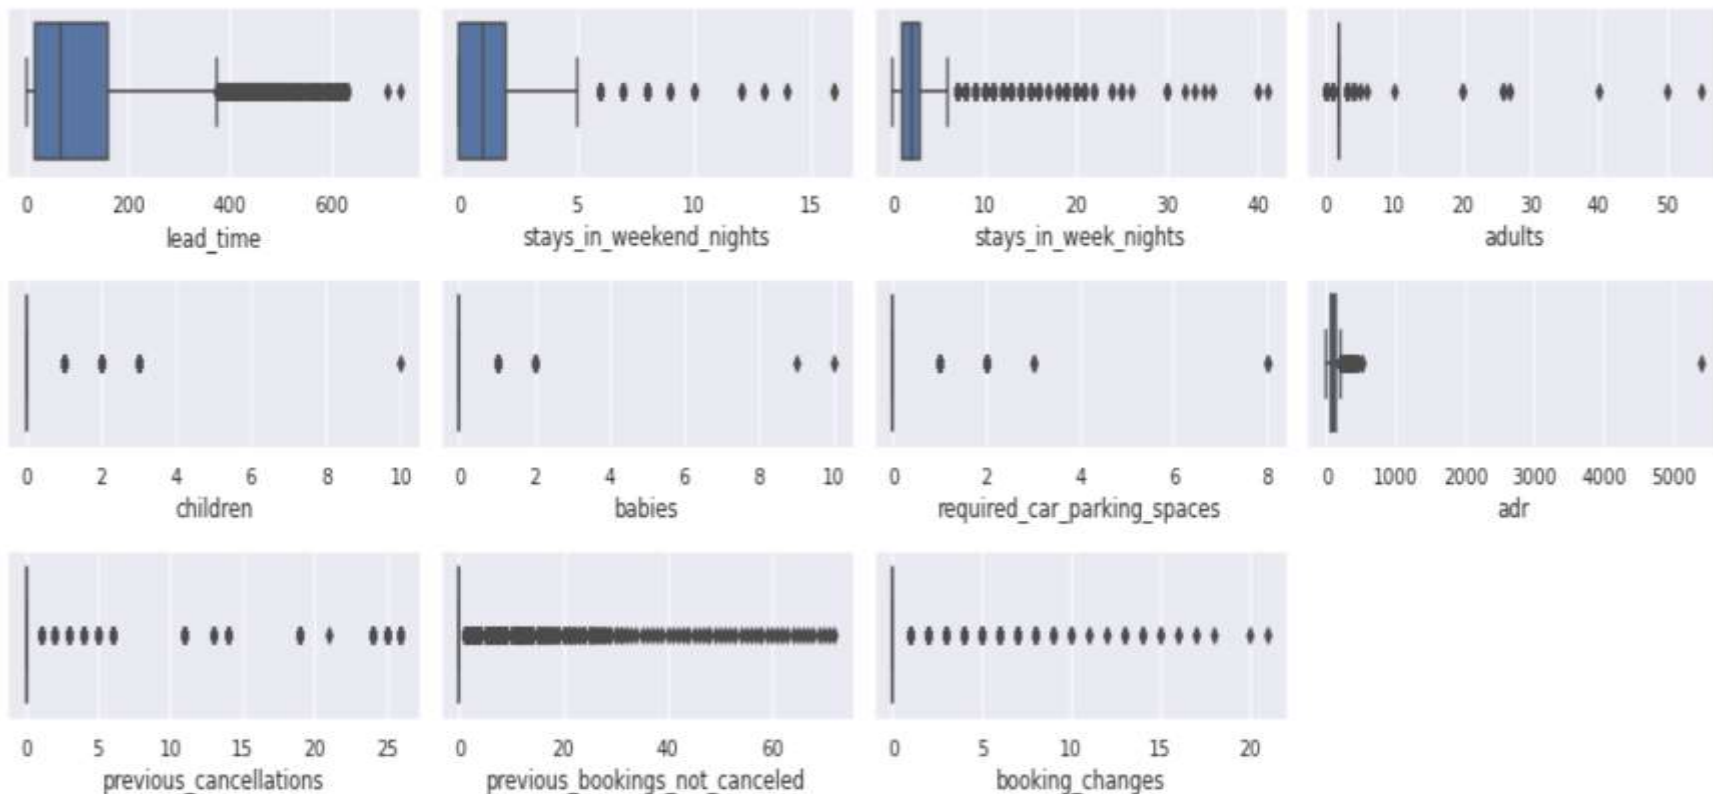 0 200 400 600
lead_time
0 5 10 15
stays_in_weekend_nights
0 10 20 30 40
stays_in_week_nights
0 10 20 30 40 50
adults
0 2 4 6 8 10
children
0 2 4 6 8 10
babies
0 2 4 6 8
required_car_parking_spaces
0 1000 2000 3000 4000 5000
adr
0 5 10 15 20 25
previous_cancellations
0 20 40 60
previous_bookings_not_canceled
0 5 10 15 20
booking_changes